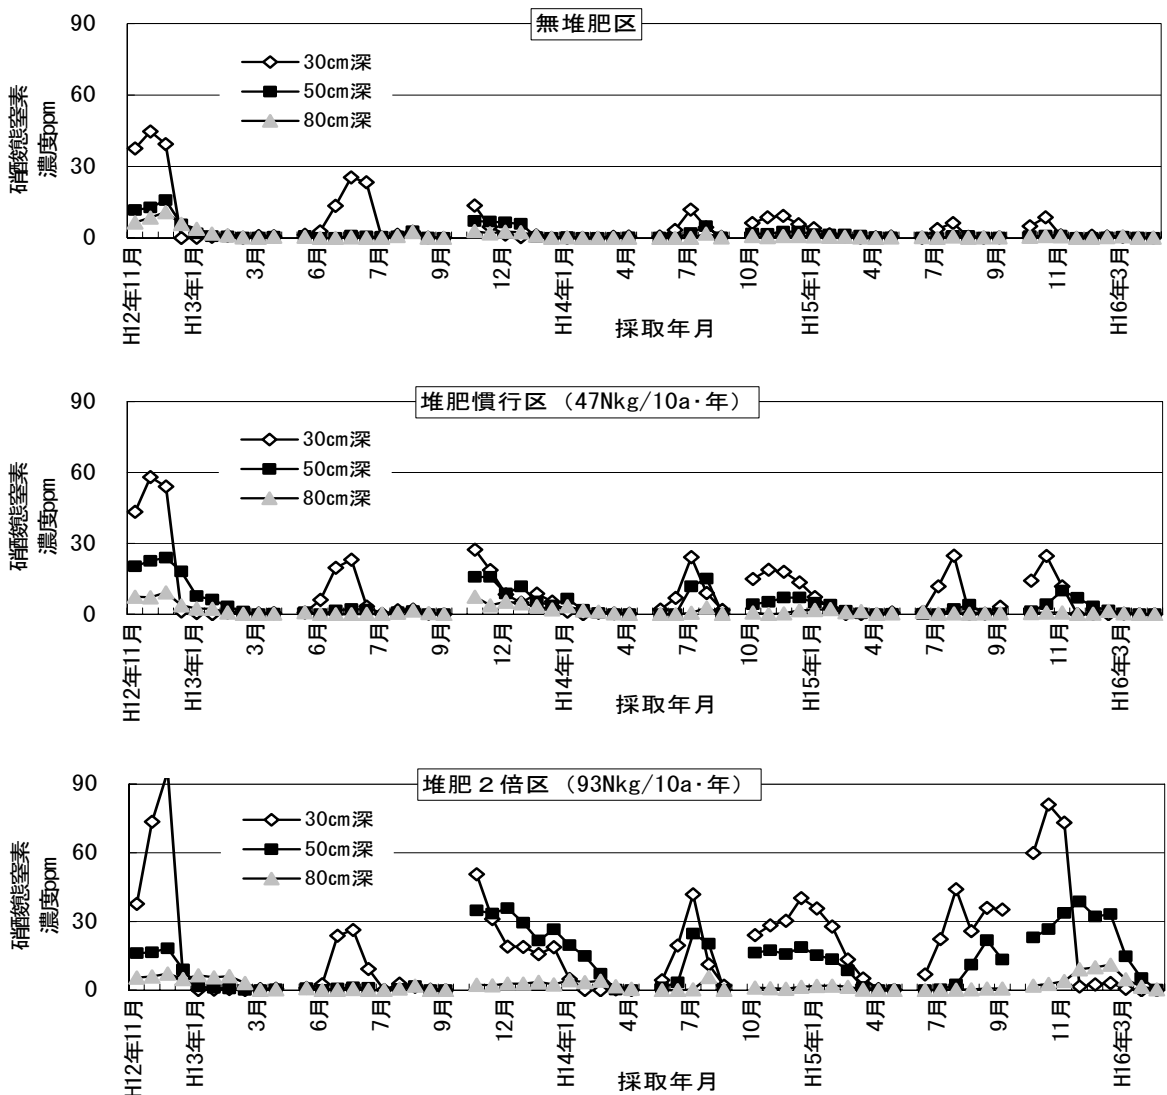 無堆肥区
90
60
30
0
硝酸態窒素
濃度ppm
30cm深
50cm深
80cm深
H12年11月
H13年1月
3月
6月
7月
9月
12月
H14年1月
4月
7月
10月
H15年1月
4月
7月
9月
11月
H16年3月
採取年月
堆肥慣行区（47Nkg/10a･年）
90
60
30
0
硝酸態窒素
濃度ppm
30cm深
50cm深
80cm深
H12年11月
H13年1月
3月
6月
7月
9月
12月
H14年1月
4月
7月
10月
H15年1月
4月
7月
9月
11月
H16年3月
採取年月
堆肥２倍区（93Nkg/10a･年）
90
60
30
0
硝酸態窒素
濃度ppm
30cm深
50cm深
80cm深
H12年11月
H13年1月
3月
6月
7月
9月
12月
H14年1月
4月
7月
10月
H15年1月
4月
7月
9月
11月
H16年3月
採取年月